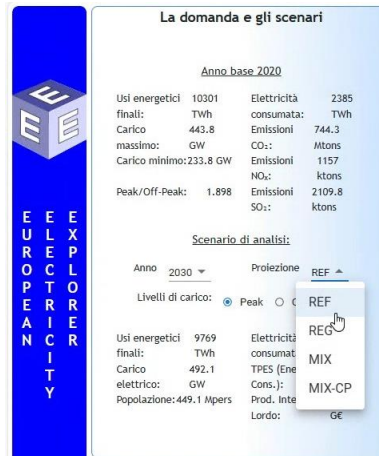 La domanda e gli scenari
EUROPEAN
ELECTRICITY
EXPLORER
E
E
E
Anno base 2020
Usi energetici finali: 10301 TWh
Elettricità consumata: 2385 TWh
Carico massimo: 443.8 GW
Emissioni CO₂: 744.3 Mtons
Carico minimo: 233.8 GW
Emissioni NOₓ: 1157 ktons
Peak/Off-Peak: 1.898
Emissioni SO₂: 2109.8 ktons
Scenario di analisi:
Anno 2030
Proiezione REF
Livelli di carico: Peak
REF
REG
MIX
MIX-CP
Usi energetici finali: 9769 TWh
Elettricità
Carico elettrico: 492.1 GW
TPES (Ene
Cons.):
Popolazione: 449.1 Mpers
Prod. Inte
Lordo: G€